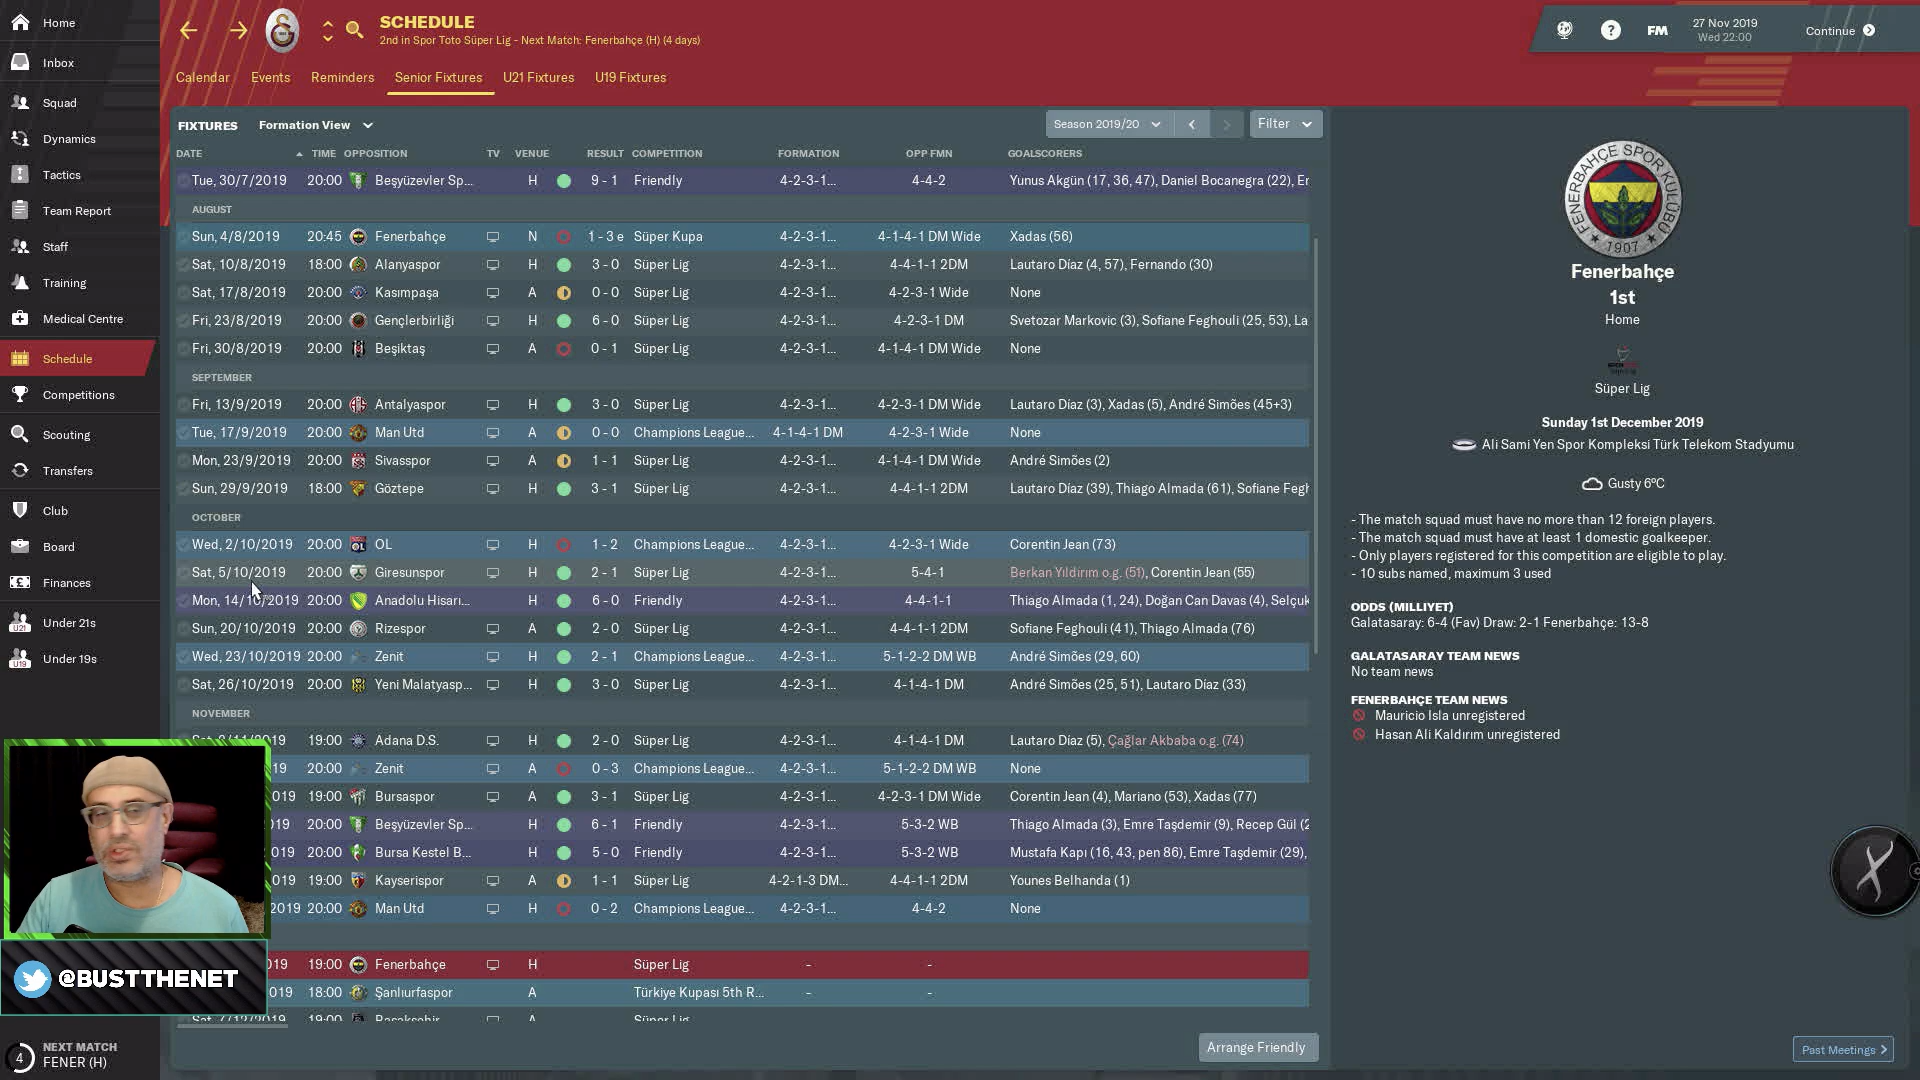 Home
Inbox
Squad
Dynamics
Tactics
Team Report
Staff
Training
Medical Centre
Schedule
Competitions
Scouting
Transfers
Club
Board
Finances
U21 Under 21s
U19 Under 19s
@BUSTTHENET
4 NEXT MATCH
FENER (H)
SCHEDULE
2nd in Spor Toto Süper Lig - Next Match: Fenerbahçe (H) (4 days)
FM
27 Nov 2019
Wed 22:00
Continue
Calendar Events Reminders Senior Fixtures U21 Fixtures U19 Fixtures
FIXTURES Formation View Season 2019/20 Filter
DATE TIME OPPOSITION TV VENUE RESULT COMPETITION FORMATION OPP FMN GOALSCORERS
Tue, 30/7/2019 20:00 Beşyüzevler Sp... H 9 - 1 Friendly 4-2-3-1... 4-4-2 Yunus Akgün (17, 36, 47), Daniel Bocanegra (22), Er
AUGUST
Sun, 4/8/2019 20:45 Fenerbahçe N 1 - 3 e Süper Kupa 4-2-3-1... 4-1-4-1 DM Wide Xadas (56)
Sat, 10/8/2019 18:00 Alanyaspor H 3 - 0 Süper Lig 4-2-3-1... 4-4-1-1 2DM Lautaro Díaz (4, 57), Fernando (30)
Sat, 17/8/2019 20:00 Kasımpaşa A 0 - 0 Süper Lig 4-2-3-1... 4-2-3-1 Wide None
Fri, 23/8/2019 20:00 Gençlerbirliği H 6 - 0 Süper Lig 4-2-3-1... 4-2-3-1 DM Svetozar Markovic (3), Sofiane Feghouli (25, 53), La
Fri, 30/8/2019 20:00 Beşiktaş A 0 - 1 Süper Lig 4-2-3-1... 4-1-4-1 DM Wide None
SEPTEMBER
Fri, 13/9/2019 20:00 Antalyaspor H 3 - 0 Süper Lig 4-2-3-1... 4-2-3-1 DM Wide Lautaro Díaz (3), Xadas (5), André Simões (45+3)
Tue, 17/9/2019 20:00 Man Utd A 0 - 0 Champions League... 4-1-4-1 DM 4-2-3-1 Wide None
Mon, 23/9/2019 20:00 Sivasspor A 1 - 1 Süper Lig 4-2-3-1... 4-1-4-1 DM Wide André Simões (2)
Sun, 29/9/2019 18:00 Göztepe H 3 - 1 Süper Lig 4-2-3-1... 4-4-1-1 2DM Lautaro Díaz (39), Thiago Almada (61), Sofiane Fegh
OCTOBER
Wed, 2/10/2019 20:00 OL H 1 - 2 Champions League... 4-2-3-1... 4-2-3-1 Wide Corentin Jean (73)
Sat, 5/10/2019 20:00 Giresunspor H 2 - 1 Süper Lig 4-2-3-1... 5-4-1 Berkan Yıldırım o.g. (51), Corentin Jean (55)
Mon, 14/10/2019 20:00 Anadolu Hisarı... H 6 - 0 Friendly 4-2-3-1... 4-4-1-1 Thiago Almada (1, 24), Doğan Can Davas (4), Selçuk
Sun, 20/10/2019 20:00 Rizespor A 2 - 0 Süper Lig 4-2-3-1... 4-4-1-1 2DM Sofiane Feghouli (41), Thiago Almada (76)
Wed, 23/10/2019 20:00 Zenit H 2 - 1 Champions League... 4-2-3-1... 5-1-2-2 DM WB André Simões (29, 60)
Sat, 26/10/2019 20:00 Yeni Malatyasp... H 3 - 0 Süper Lig 4-2-3-1... 4-1-4-1 DM André Simões (25, 51), Lautaro Díaz (33)
NOVEMBER
19:00 Adana D.S. H 2 - 0 Süper Lig 4-2-3-1... 4-1-4-1 DM Lautaro Díaz (5), Çağlar Akbaba o.g. (74)
19 20:00 Zenit A 0 - 3 Champions League... 4-2-3-1... 5-1-2-2 DM WB None
019 19:00 Bursaspor A 3 - 1 Süper Lig 4-2-3-1... 4-2-3-1 DM Wide Corentin Jean (4), Mariano (53), Xadas (77)
019 20:00 Beşyüzevler Sp... H 6 - 1 Friendly 4-2-3-1... 5-3-2 WB Thiago Almada (3), Emre Taşdemir (9), Recep Gül (2
019 20:00 Bursa Kestel B... H 5 - 0 Friendly 4-2-3-1... 5-3-2 WB Mustafa Kapı (16, 43, pen 86), Emre Taşdemir (29),
019 19:00 Kayserispor A 1 - 1 Süper Lig 4-2-1-3 DM... 4-4-1-1 2DM Younes Belhanda (1)
2019 20:00 Man Utd H 0 - 2 Champions League... 4-2-3-1... 4-4-2 None
019 19:00 Fenerbahçe H Süper Lig - -
019 18:00 Şanlıurfaspor A Türkiye Kupası 5th R... - -
Sat, 7/12/2019 19:00 Başakşehir A Süper Lig
Arrange Friendly
FENERBAHÇE SPOR KULÜBÜ
1907
Fenerbahçe
1st
Home
Süper Lig
Sunday 1st December 2019
Ali Sami Yen Spor Kompleksi Türk Telekom Stadyumu
Gusty 6°C
- The match squad must have no more than 12 foreign players.
- The match squad must have at least 1 domestic goalkeeper.
- Only players registered for this competition are eligible to play.
- 10 subs named, maximum 3 used
ODDS (MILLIYET)
Galatasaray: 6-4 (Fav) Draw: 2-1 Fenerbahçe: 13-8
GALATASARAY TEAM NEWS
No team news
FENERBAHÇE TEAM NEWS
Mauricio Isla unregistered
Hasan Ali Kaldırım unregistered
Past Meetings